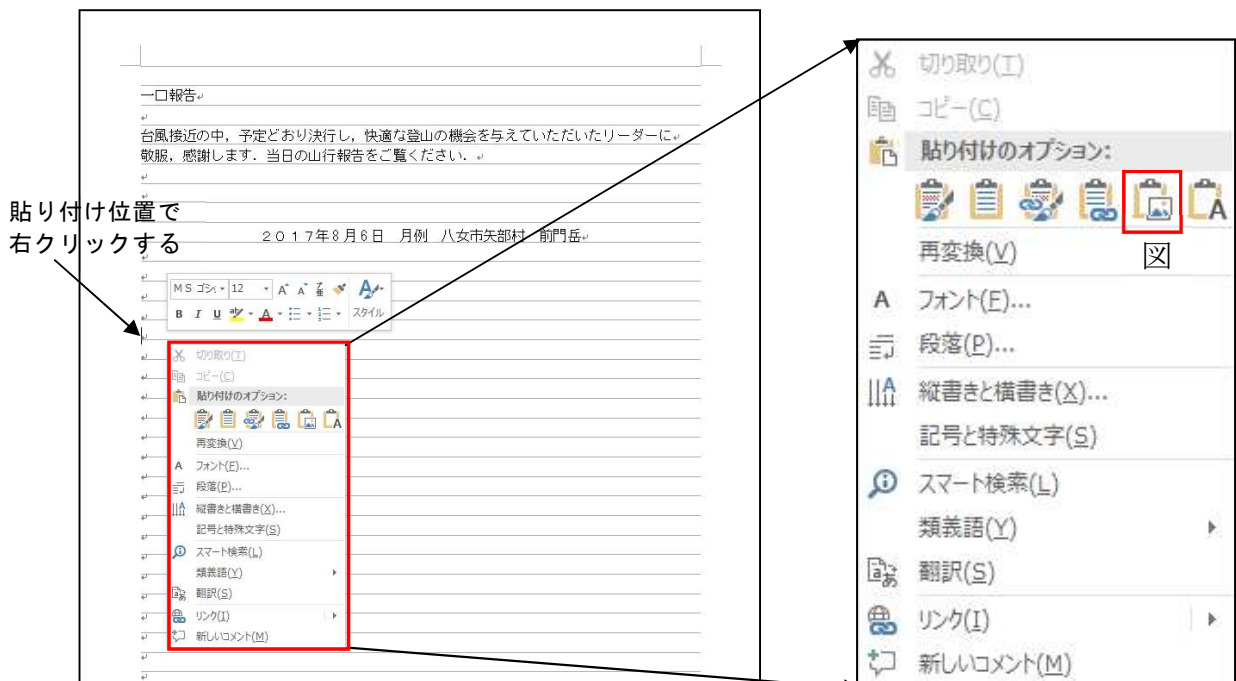 一口報告
台風接近の中，予定どおり決行し，快適な登山の機会を与えていただいたリーダーに
敬服，感謝します．当日の山行報告をご覧ください．
貼り付け位置で
右クリックする
２０１７年８月６日　月例　八女市矢部村　前門岳
ＭＳ ゴシ 12 A A
B I U ab A スタイル
切り取り(T)
コピー(C)
貼り付けのオプション:
A
再変換(V)
A フォント(F)...
段落(P)...
縦書きと横書き(X)...
記号と特殊文字(S)
スマート検索(L)
類義語(Y)
翻訳(S)
リンク(I)
新しいコメント(M)
切り取り(T)
コピー(C)
貼り付けのオプション:
A
図
再変換(V)
A フォント(F)...
段落(P)...
縦書きと横書き(X)...
記号と特殊文字(S)
スマート検索(L)
類義語(Y)
翻訳(S)
リンク(I)
新しいコメント(M)